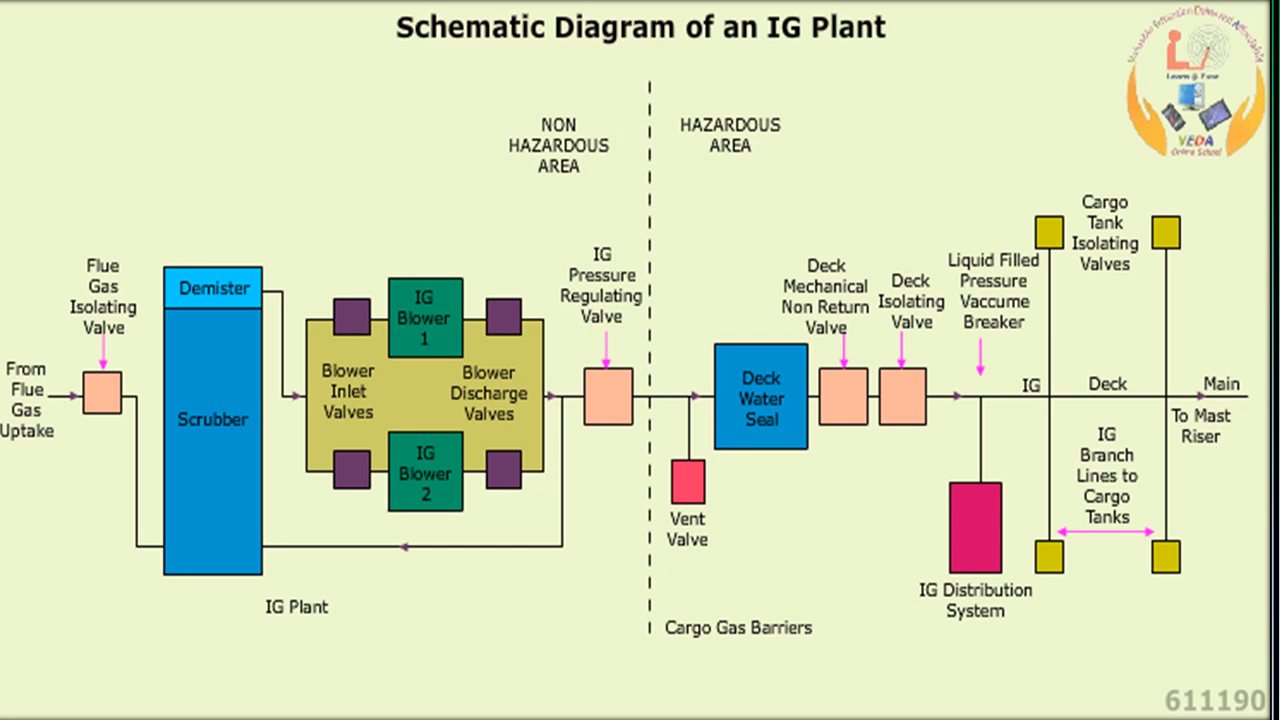 Schematic Diagram of an IG Plant
Learn @ Ease
VEDA
Online School
NON
HAZARDOUS
AREA
HAZARDOUS
AREA
Flue
Gas
Isolating
Valve
From
Flue
Gas
Uptake
Demister
Scrubber
IG
Blower
1
Blower
Inlet
Valves
Blower
Discharge
Valves
IG
Blower
2
IG
Pressure
Regulating
Valve
Vent
Valve
Deck
Water
Seal
Deck
Mechanical
Non Return
Valve
Deck
Isolating
Valve
Liquid Filled
Pressure
Vaccume
Breaker
Cargo
Tank
Isolating
Valves
IG Deck Main
To Mast
Riser
IG
Branch
Lines to
Cargo
Tanks
IG Distribution
System
IG Plant
Cargo Gas Barriers
611190